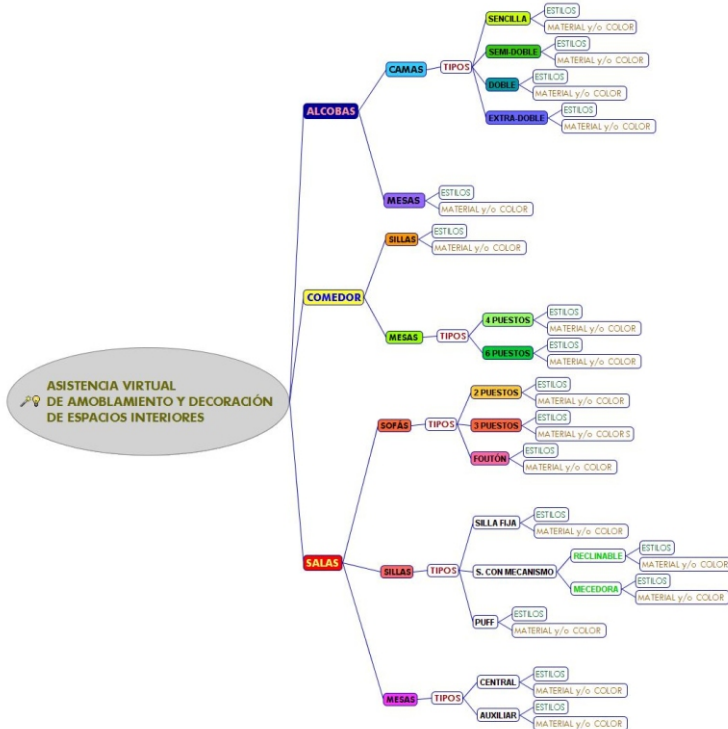 ASISTENCIA VIRTUAL
DE AMOBLAMIENTO Y DECORACIÓN
DE ESPACIOS INTERIORES
ALCOBAS
CAMAS
TIPOS
SENCILLA
ESTILOS
MATERIAL y/o COLOR
SEMI-DOBLE
ESTILOS
MATERIAL y/o COLOR
DOBLE
ESTILOS
MATERIAL y/o COLOR
EXTRA-DOBLE
ESTILOS
MATERIAL y/o COLOR
MESAS
ESTILOS
MATERIAL y/o COLOR
COMEDOR
SILLAS
ESTILOS
MATERIAL y/o COLOR
MESAS
TIPOS
4 PUESTOS
ESTILOS
MATERIAL y/o COLOR
6 PUESTOS
ESTILOS
MATERIAL y/o COLOR
SALAS
SOFÁS
TIPOS
2 PUESTOS
ESTILOS
MATERIAL y/o COLOR
3 PUESTOS
ESTILOS
MATERIAL y/o COLORS
FOUTÓN
ESTILOS
MATERIAL y/o COLOR
SILLAS
TIPOS
SILLA FIJA
ESTILOS
MATERIAL y/o COLOR
S. CON MECANISMO
RECLINABLE
ESTILOS
MATERIAL y/o COLOR
MECEDORA
ESTILOS
MATERIAL y/o COLOR
PUFF
ESTILOS
MATERIAL y/o COLOR
MESAS
TIPOS
CENTRAL
ESTILOS
MATERIAL y/o COLOR
AUXILIAR
ESTILOS
MATERIAL y/o COLOR